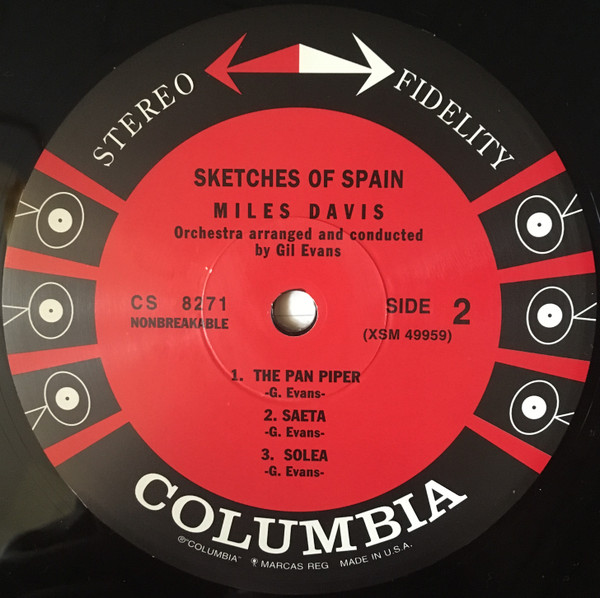 STEREO FIDELITY
SKETCHES OF SPAIN
MILES DAVIS
Orchestra arranged and conducted
by Gil Evans
CS 8271
NONBREAKABLE
SIDE 2
(XSM 49959)
1. THE PAN PIPER
-G. Evans-
2. SAETA
-G. Evans-
3. SOLEA
-G. Evans-
COLUMBIA
®"COLUMBIA" MARCAS REG MADE IN U.S.A.